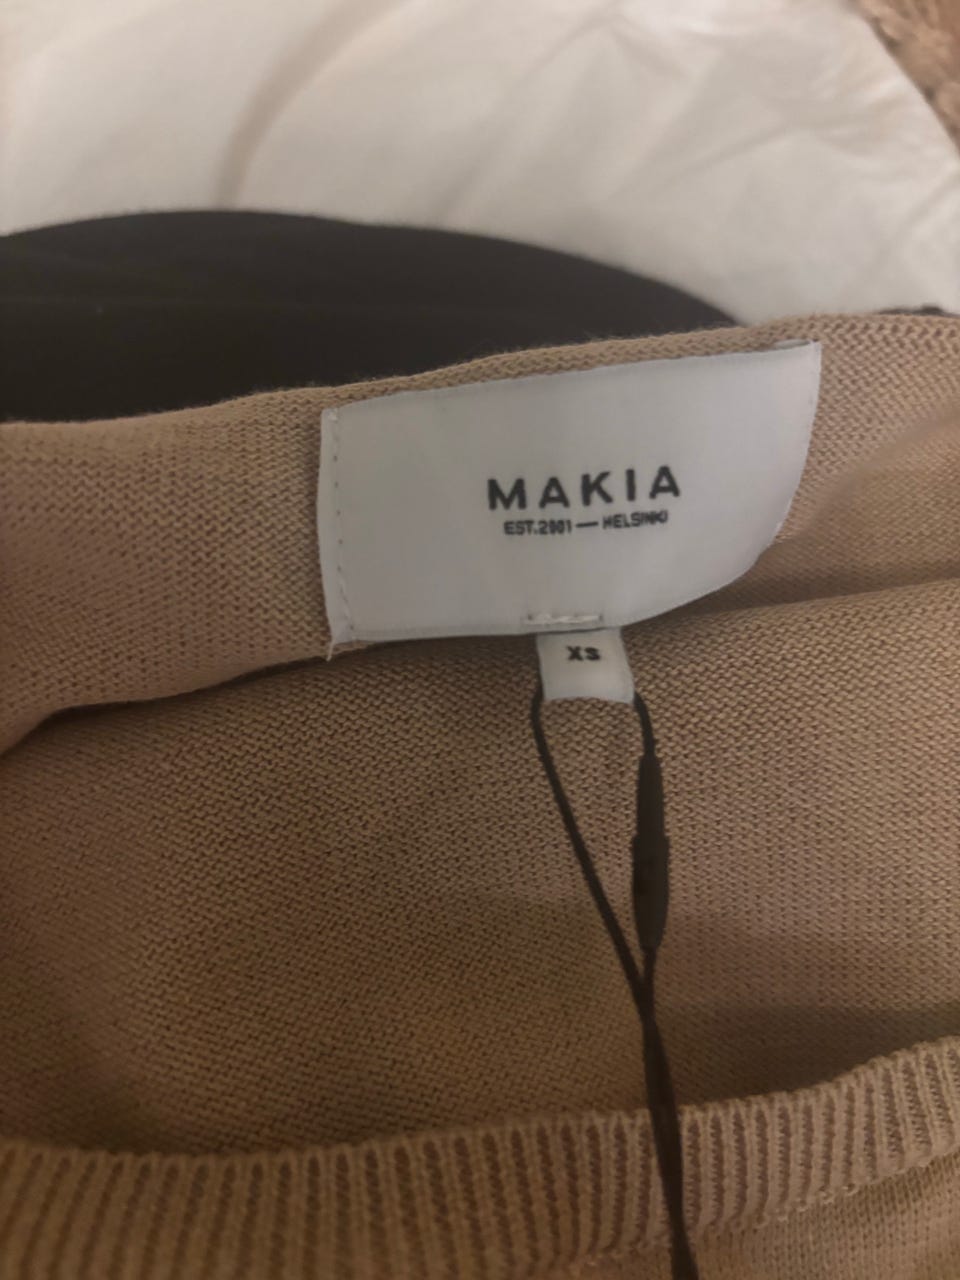 MAKIA
EST.2001 — HELSINKI
XS